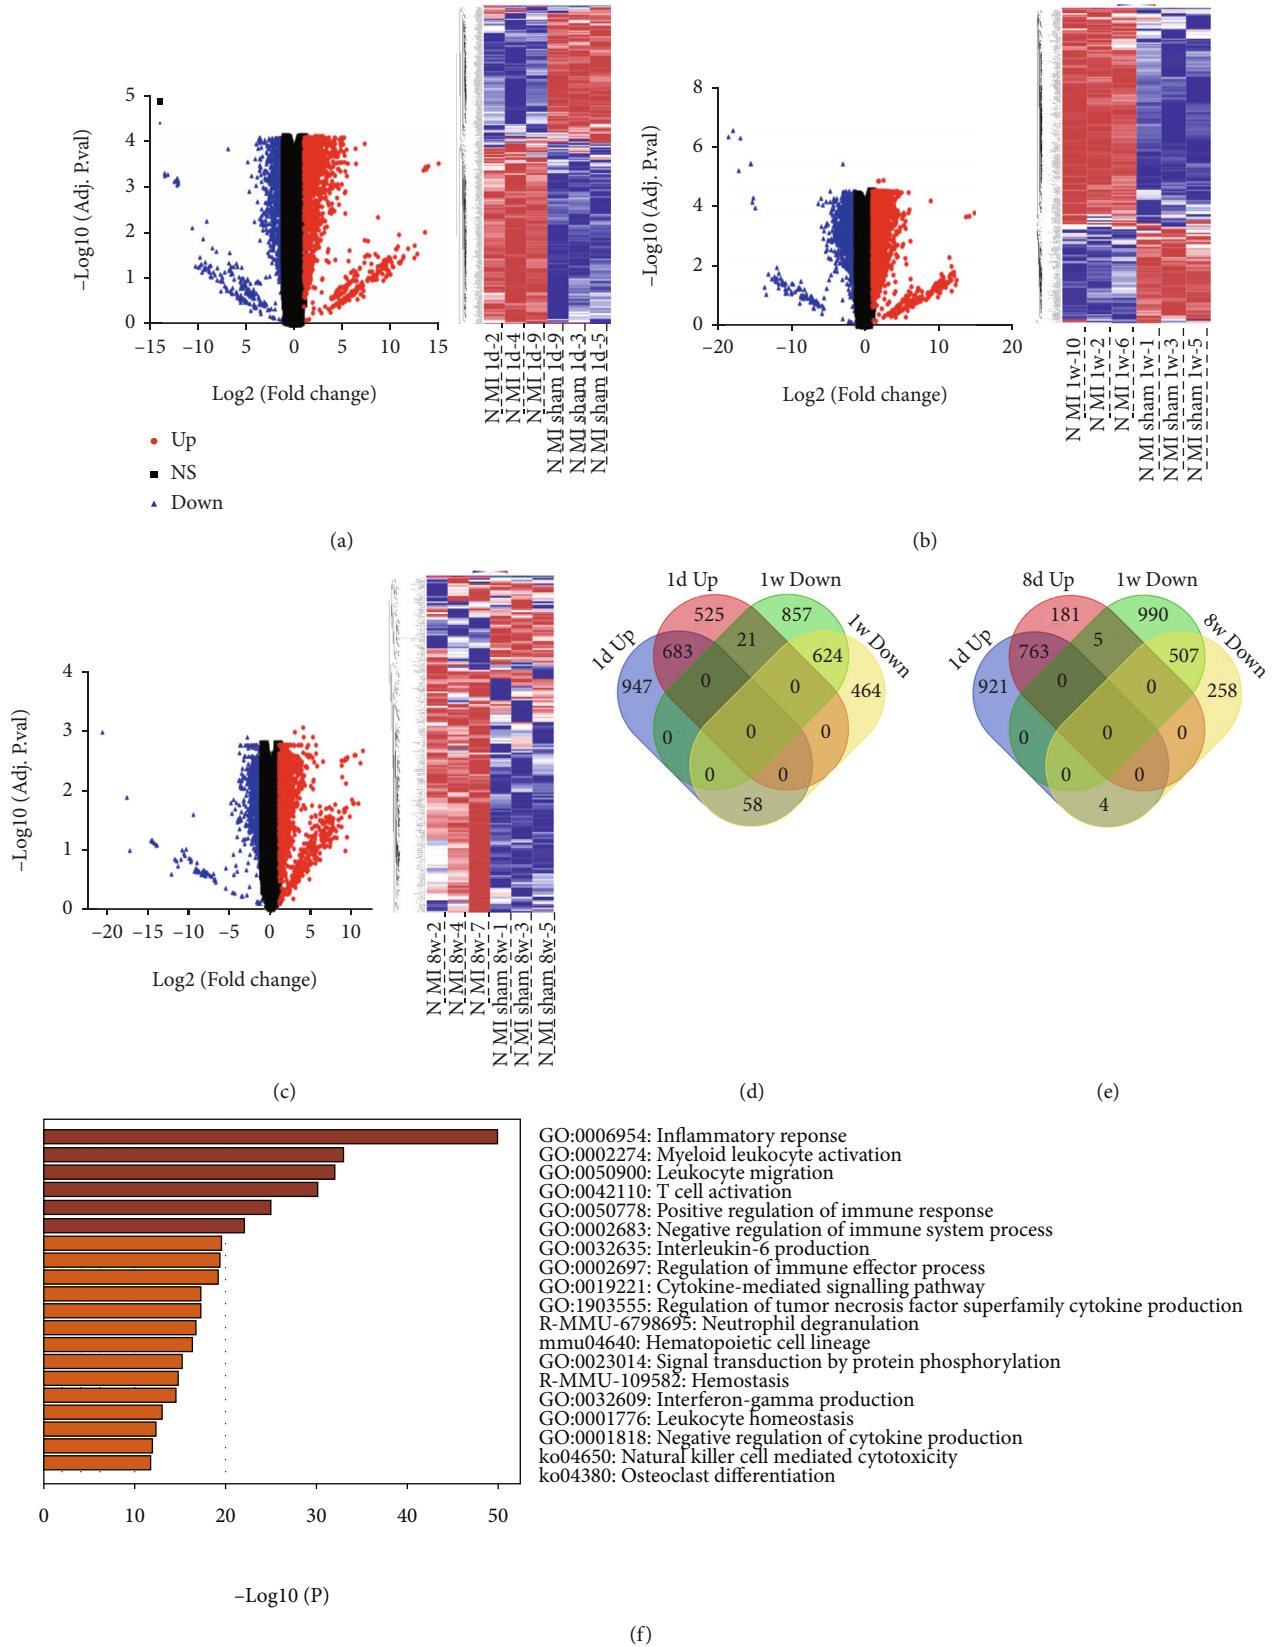 5
4
3
2
1
0
–15
–10
–5
0
5
10
15
–Log10 (Adj. P.val)
Log2 (Fold change)
Up
NS
Down
N_MI_1d-2
N_MI_1d-4
N_MI_1d-9
N_MI_sham_1d-9
N_MI_sham_1d-3
N_MI_sham_1d-5
(a)
8
6
4
2
0
–20
–10
0
10
20
–Log10 (Adj. P.val)
Log2 (Fold change)
N_MI_1w-10
N_MI_1w-2
N_MI_1w-6
N_MI_sham_1w-1
N_MI_sham_1w-3
N_MI_sham_1w-5
(b)
4
3
2
1
0
–20
–15
–10
–5
0
5
10
–Log10 (Adj. P.val)
Log2 (Fold change)
N_MI_8w-2
N_MI_8w-4
N_MI_8w-7
N_MI_sham_8w-1
N_MI_sham_8w-3
N_MI_sham_8w-5
(c)
1d Up
1d Up
1w Down
1w Down
525
857
21
683
624
947
0
0
464
0
0
0
0
0
58
(d)
1d Up
8d Up
1w Down
8w Down
181
990
5
763
507
921
0
0
258
0
0
0
0
0
4
(e)
GO:0006954: Inflammatory reponse
GO:0002274: Myeloid leukocyte activation
GO:0050900: Leukocyte migration
GO:0042110: T cell activation
GO:0050778: Positive regulation of immune response
GO:0002683: Negative regulation of immune system process
GO:0032635: Interleukin-6 production
GO:0002697: Regulation of immune effector process
GO:0019221: Cytokine-mediated signalling pathway
GO:1903555: Regulation of tumor necrosis factor superfamily cytokine production
R-MMU-6798695: Neutrophil degranulation
mmu04640: Hematopoietic cell lineage
GO:0023014: Signal transduction by protein phosphorylation
R-MMU-109582: Hemostasis
GO:0032609: Interferon-gamma production
GO:0001776: Leukocyte homeostasis
GO:0001818: Negative regulation of cytokine production
ko04650: Natural killer cell mediated cytotoxicity
ko04380: Osteoclast differentiation
0
10
20
30
40
50
–Log10 (P)
(f)